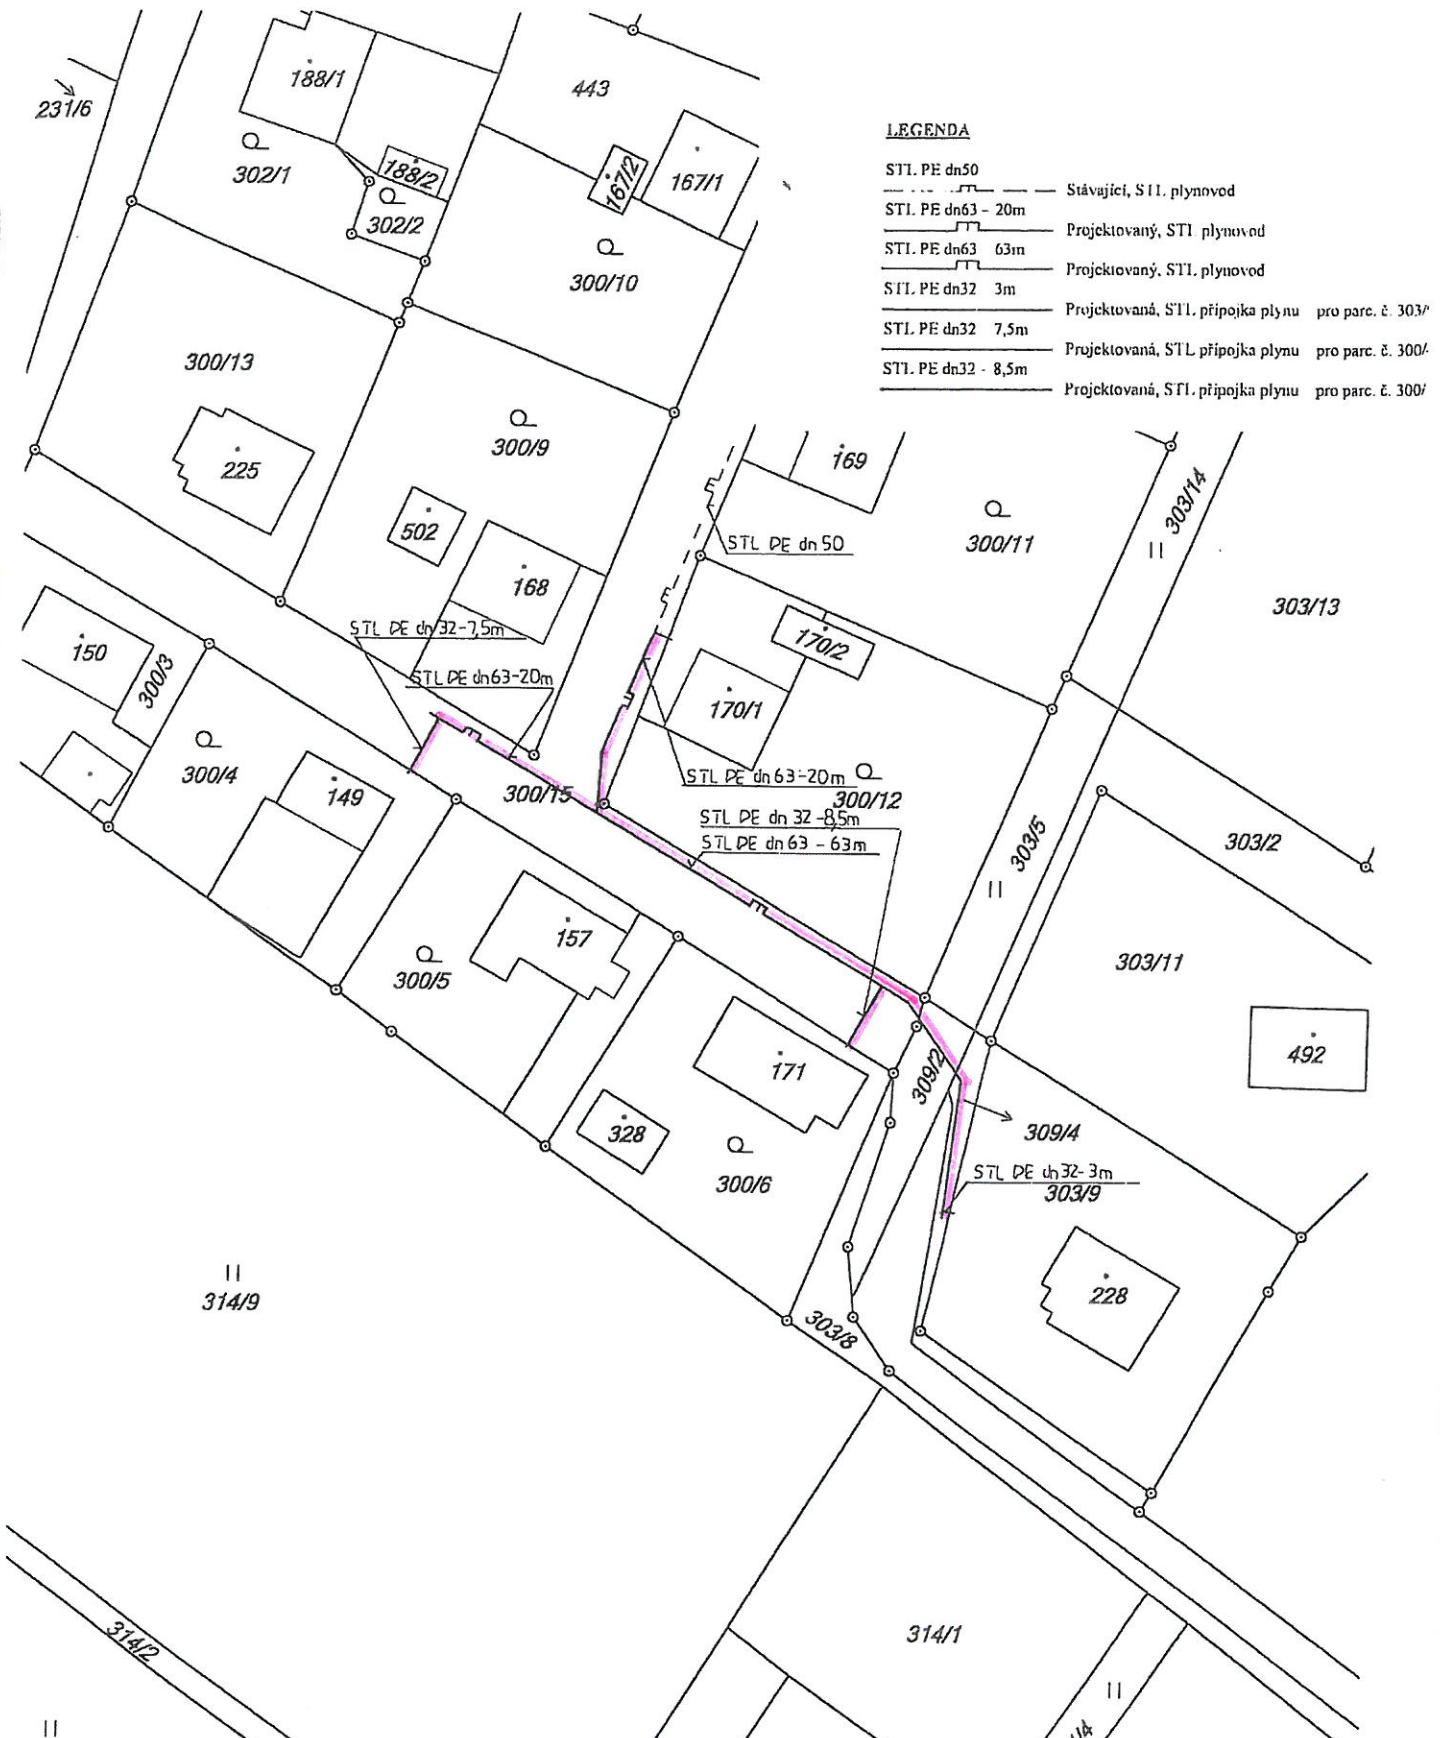 188/1
443
231/6
LEGENDA
302/1
188/2
167/2
167/1
STL PE dn50
Stávající, STL plynovod
302/2
STL PE dn63 - 20m
Projektovaný, STL plynovod
300/10
STL PE dn63 63m
Projektovaný, STL plynovod
STL PE dn32 3m
Projektovaná, STL přípojka plynu pro parc. č. 303/
STL PE dn32 7,5m
Projektovaná, STL přípojka plynu pro parc. č. 300/
STL PE dn32 - 8,5m
Projektovaná, STL přípojka plynu pro parc. č. 300/
300/13
300/9
225
169
303/14
502
STL PE dn 50
300/11
168
303/13
STL PE dn 32-7,5m
150
300/3
170/2
STL PE dn63-20m
170/1
300/4
149
300/15
STL PE dn 63-20m
300/12
STL PE dn 32 -8,5m
STL PE dn 63 - 63m
303/5
303/2
157
300/5
303/11
171
309/2
492
328
309/4
300/6
STL PE dn32-3m
303/9
314/9
228
303/8
314/2
314/1